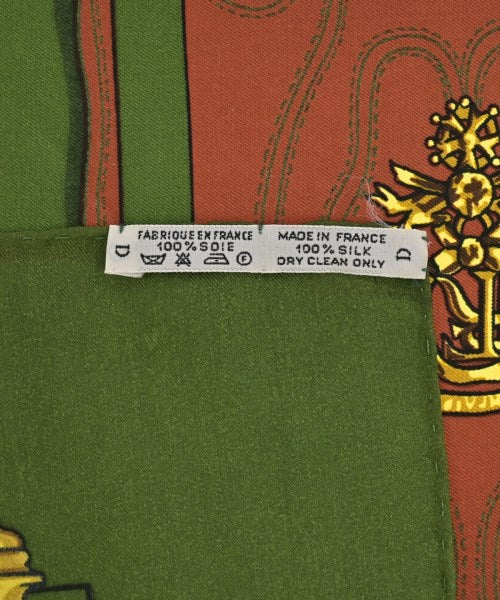 D
FABRIQUE EN FRANCE
100% SOIE
F
MADE IN FRANCE
100% SILK
DRY CLEAN ONLY
D